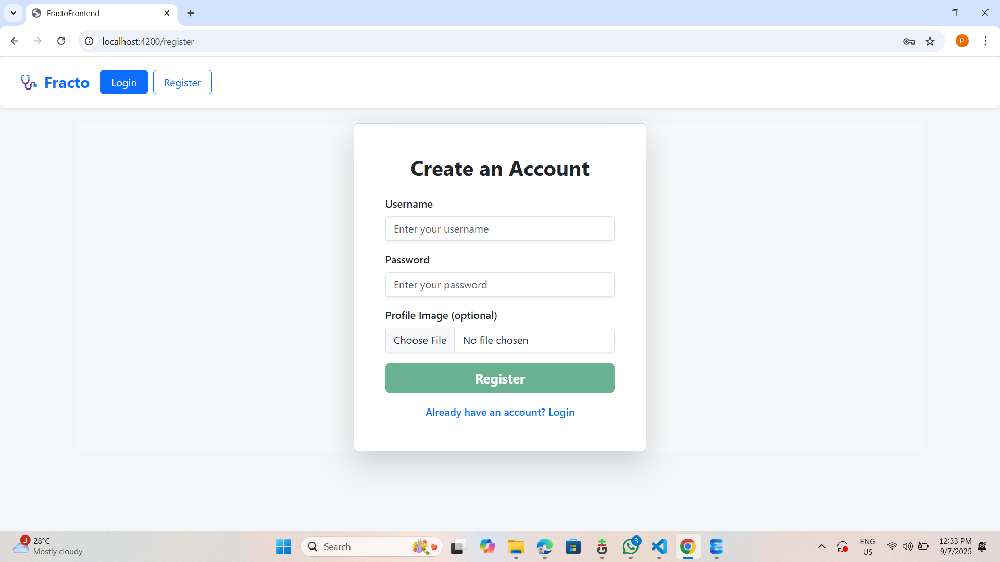 FractoFrontend
localhost:4200/register
P
Fracto
Login
Register
Create an Account
Username
Enter your username
Password
Enter your password
Profile Image (optional)
Choose File
No file chosen
Register
Already have an account? Login
3
28°C
Mostly cloudy
Search
3
ENG
US
12:33 PM
9/7/2025